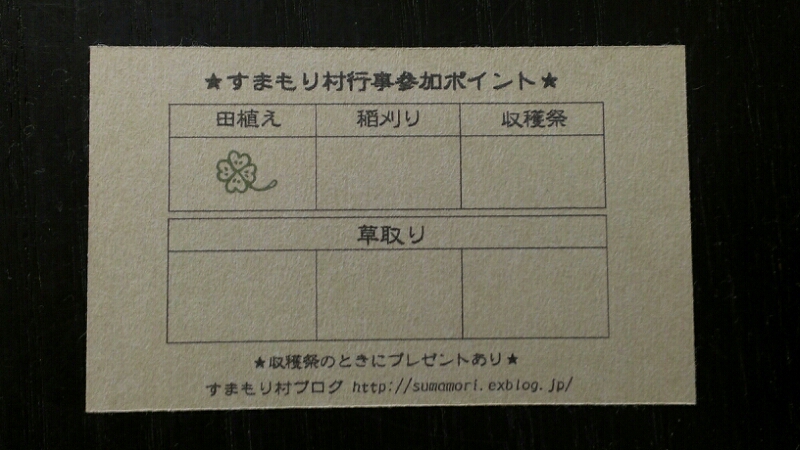 ★すまもり村行事参加ポイント★
田植え 稲刈り 収穫祭
草取り
★収穫祭のときにプレゼントあり★
すまもり村ブログ http://sumamori.exblog.jp/